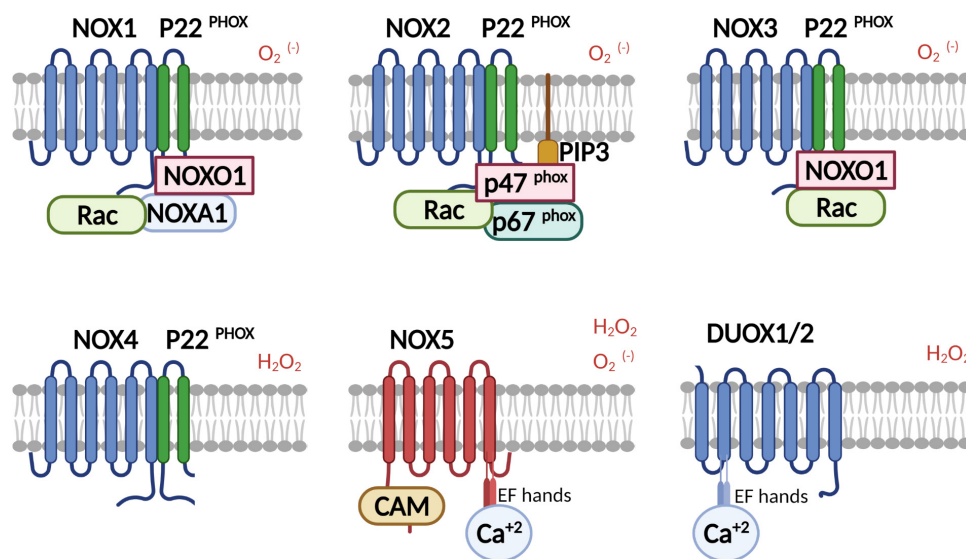 NOX1 P22 PHOX
O2 (-)
NOXO1
Rac
NOXA1
NOX2 P22 PHOX
O2 (-)
PIP3
p47 phox
Rac
p67 phox
NOX3 P22 PHOX
O2 (-)
NOXO1
Rac
NOX4 P22 PHOX
H2O2
NOX5
H2O2
O2 (-)
CAM
EF hands
Ca+2
DUOX1/2
H2O2
EF hands
Ca+2